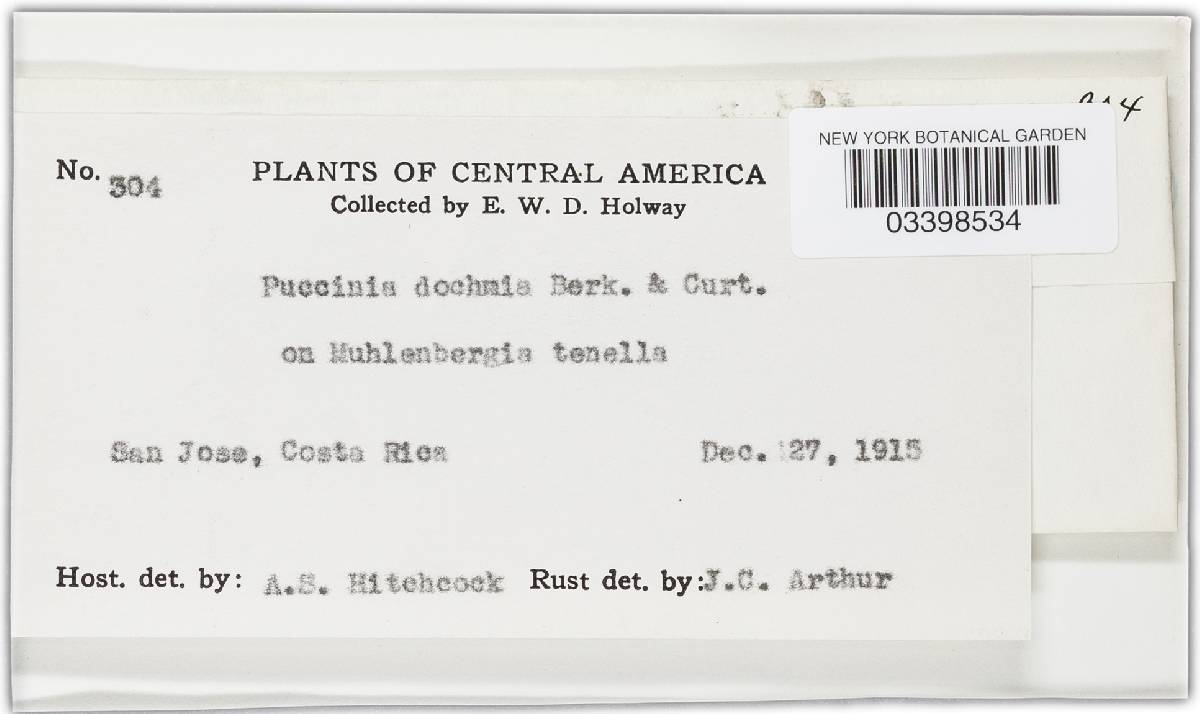 NEW YORK BOTANICAL GARDEN
03398534
No. 304
PLANTS OF CENTRAL AMERICA
Collected by E. W. D. Holway
Puccinia dochmia Berk. & Curt.
on Muhlenbergia tenella
San Jose, Costa Rica Dec. 27, 1915
Host. det. by: A.S. Hitchcock Rust det. by: J.C. Arthur